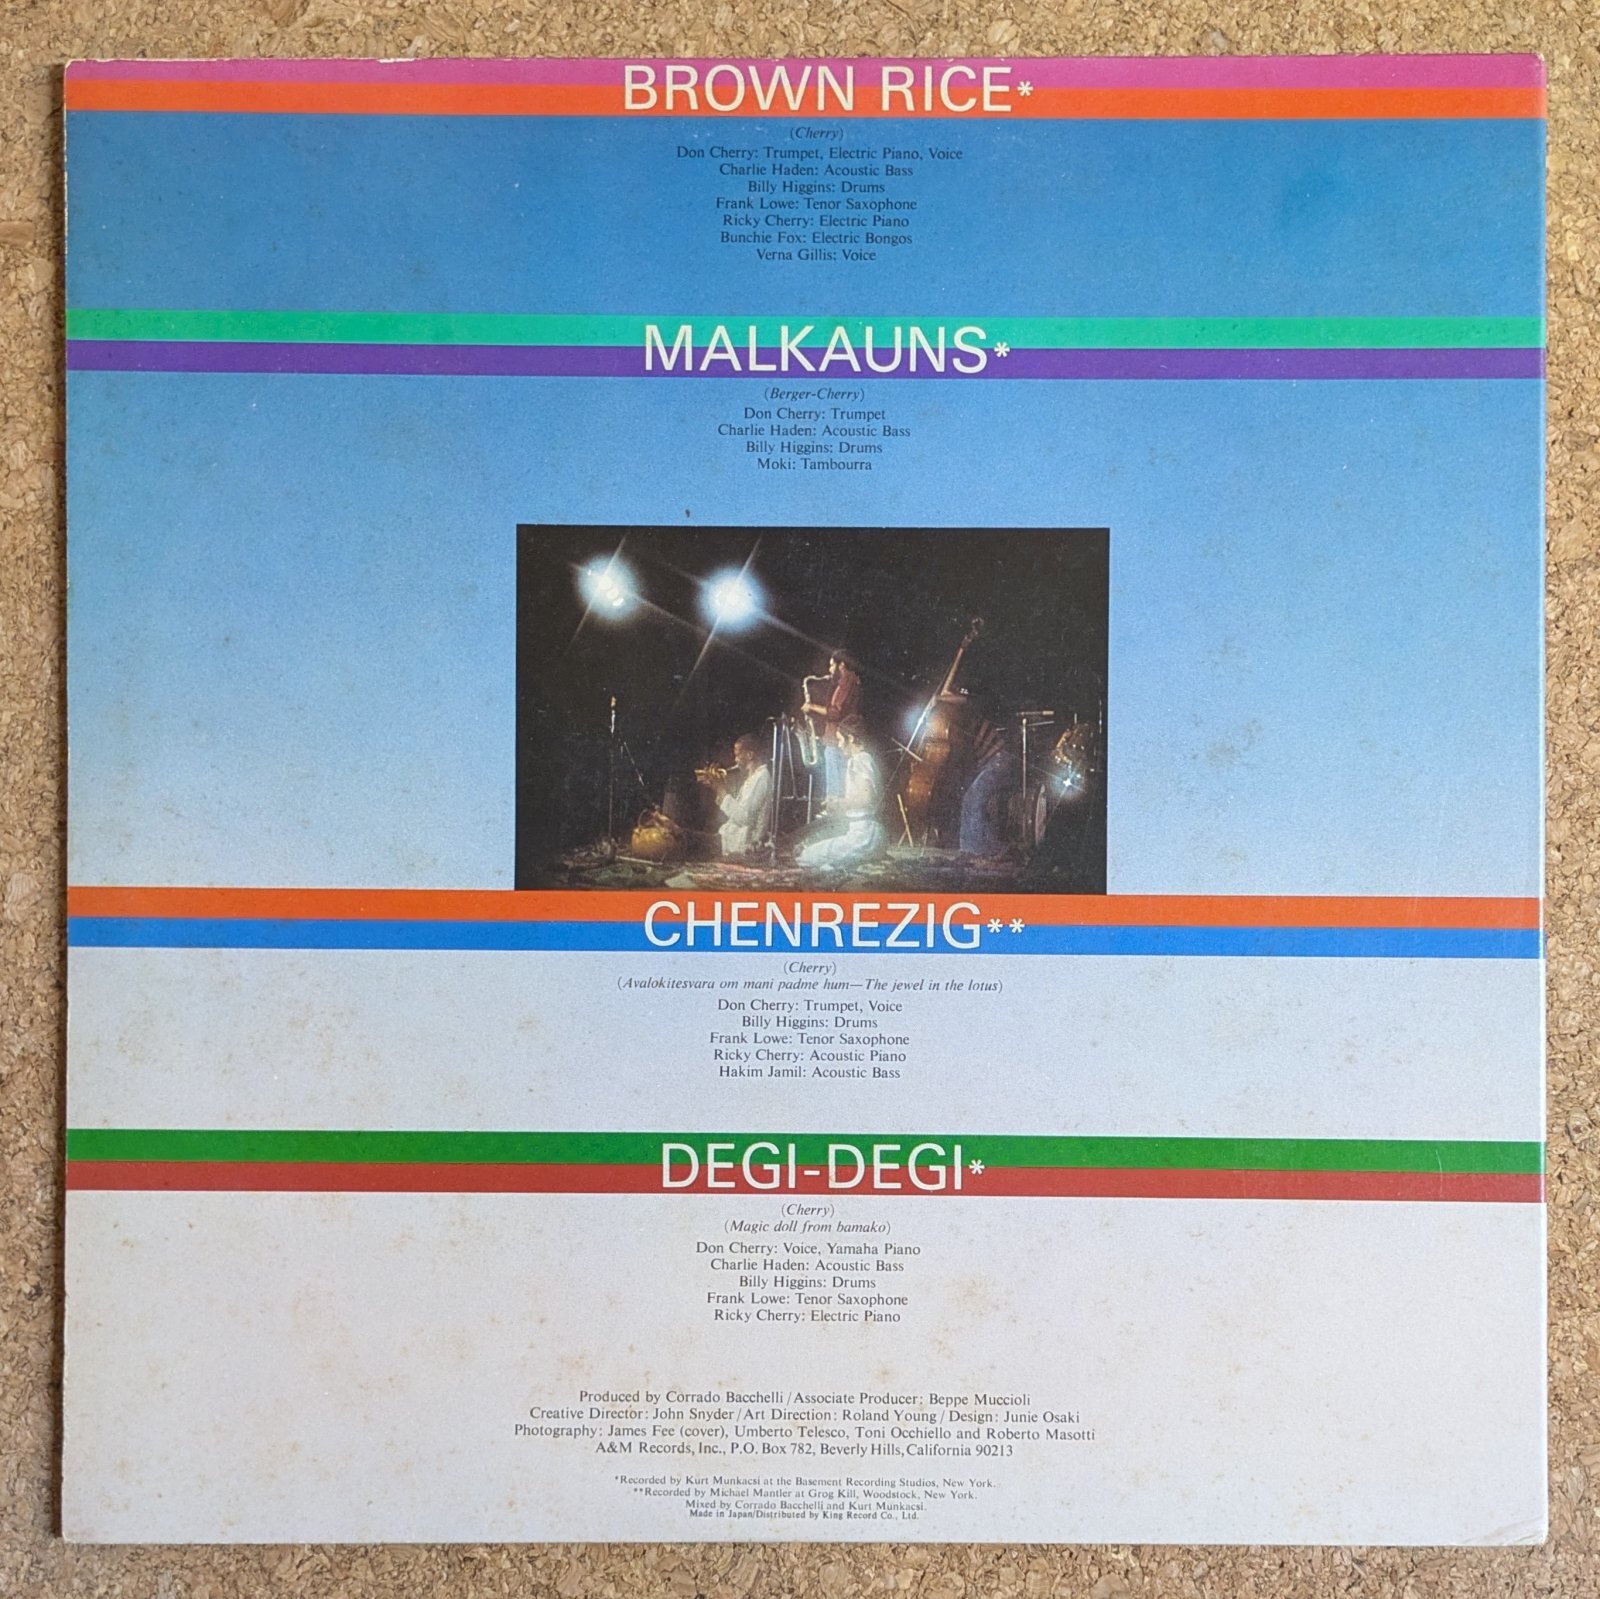 BROWN RICE*
(Cherry)
Don Cherry: Trumpet, Electric Piano, Voice
Charlie Haden: Acoustic Bass
Billy Higgins: Drums
Frank Lowe: Tenor Saxophone
Ricky Cherry: Electric Piano
Bunchie Fox: Electric Bongos
Verna Gillis: Voice
MALKAUNS*
(Berger-Cherry)
Don Cherry: Trumpet
Charlie Haden: Acoustic Bass
Billy Higgins: Drums
Moki: Tambourra
CHENREZIG**
(Cherry)
(Avalokitesvara om mani padme hum—The jewel in the lotus)
Don Cherry: Trumpet, Voice
Billy Higgins: Drums
Frank Lowe: Tenor Saxophone
Ricky Cherry: Acoustic Piano
Hakim Jamil: Acoustic Bass
DEGI-DEGI*
(Cherry)
(Magic doll from bamako)
Don Cherry: Voice, Yamaha Piano
Charlie Haden: Acoustic Bass
Billy Higgins: Drums
Frank Lowe: Tenor Saxophone
Ricky Cherry: Electric Piano
Produced by Corrado Bacchelli/Associate Producer: Beppe Muccioli
Creative Director: John Snyder/Art Direction: Roland Young/Design: Junie Osaki
Photography: James Fee (cover), Umberto Telesco, Toni Occhiello and Roberto Masotti
A&M Records, Inc., P.O. Box 782, Beverly Hills, California 90213
*Recorded by Kurt Munkacsi at the Basement Recording Studios, New York.
**Recorded by Michael Mantler at Grog Kill, Woodstock, New York.
Mixed by Corrado Bacchelli and Kurt Munkacsi.
Made in Japan/Distributed by King Record Co., Ltd.